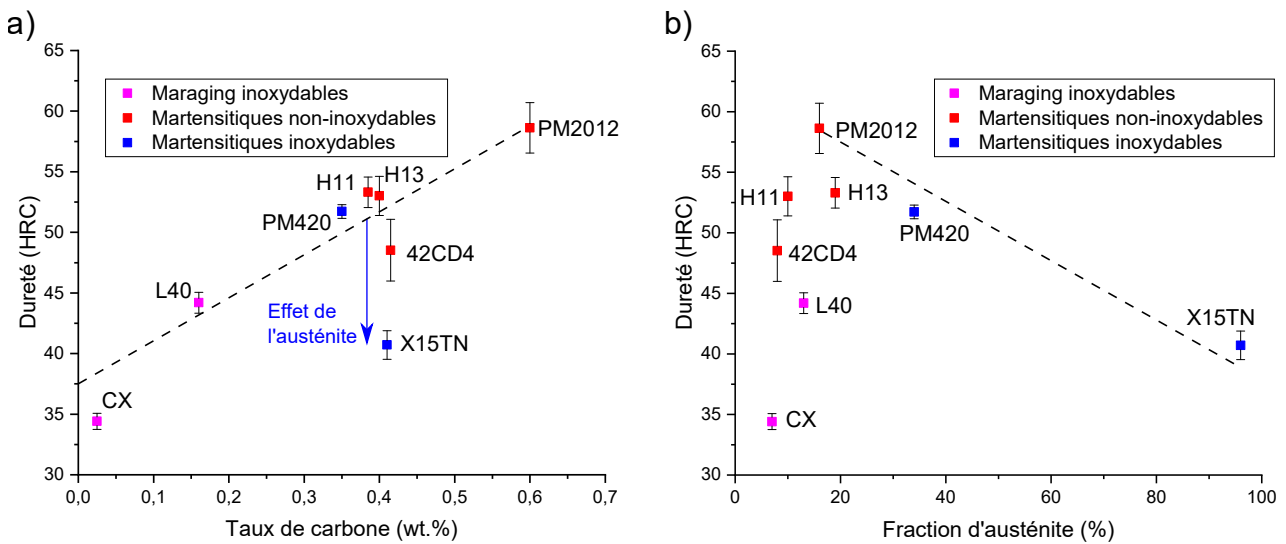 a)
Dureté (HRC)
65
60
55
50
45
40
35
30
Maraging inoxydables
Martensitiques non-inoxydables
Martensitiques inoxydables
PM2012
H11
H13
PM420
42CD4
L40
Effet de
l'austénite
X15TN
CX
0,0
0,1
0,2
0,3
0,4
0,5
0,6
0,7
Taux de carbone (wt.%)
b)
Dureté (HRC)
65
60
55
50
45
40
35
30
Maraging inoxydables
Martensitiques non-inoxydables
Martensitiques inoxydables
PM2012
H11
H13
PM420
42CD4
L40
X15TN
CX
0
20
40
60
80
100
Fraction d'austénite (%)